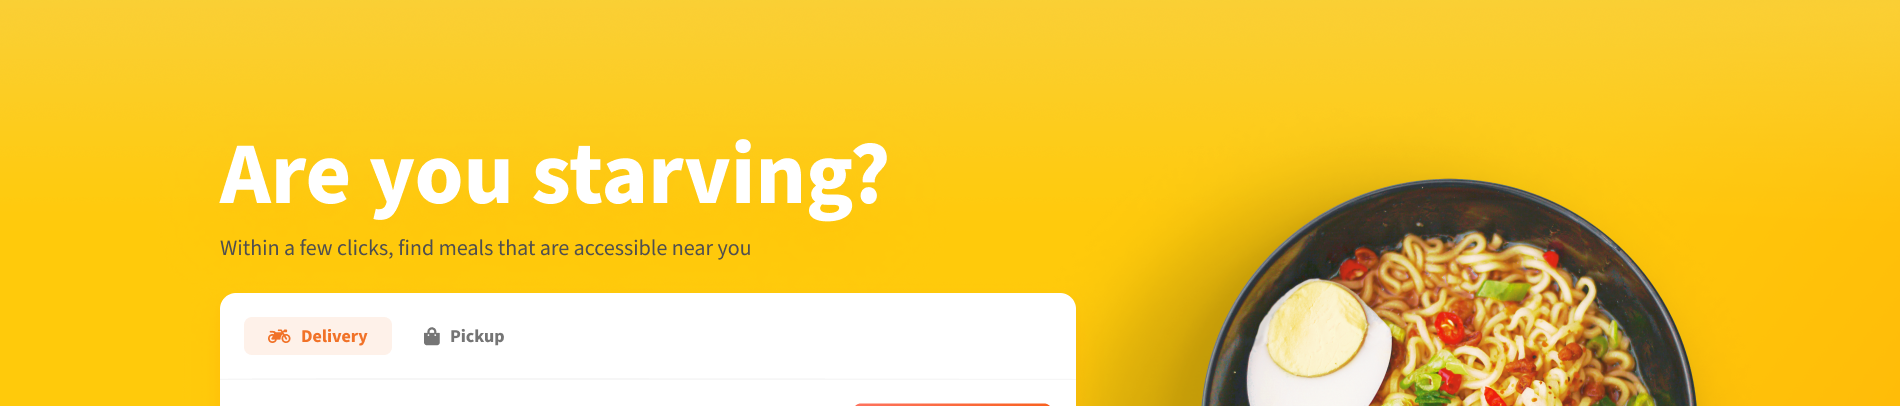 Are you starving?
Within a few clicks, find meals that are accessible near you
Delivery
Pickup